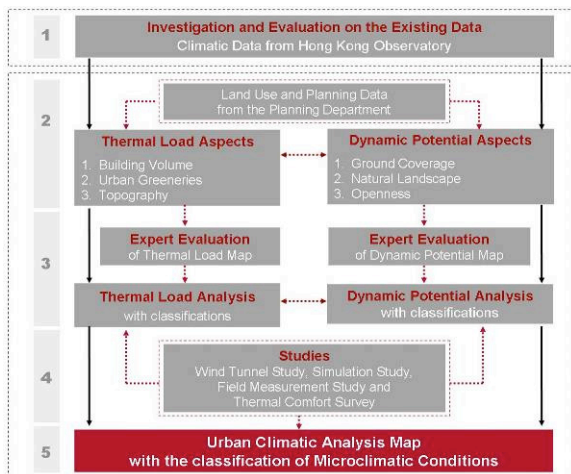 1
Investigation and Evaluation on the Existing Data
Climatic Data from Hong Kong Observatory
2
Land Use and Planning Data
from the Planning Department
Thermal Load Aspects
1. Building Volume
2. Urban Greeneries
3. Topography
Dynamic Potential Aspects
1. Ground Coverage
2. Natural Landscape
3. Openness
3
Expert Evaluation
of Thermal Load Map
Expert Evaluation
of Dynamic Potential Map
Thermal Load Analysis
with classifications
Dynamic Potential Analysis
with classifications
4
Studies
Wind Tunnel Study, Simulation Study,
Field Measurement Study and
Thermal Comfort Survey
5
Urban Climatic Analysis Map
with the classification of Microclimatic Conditions